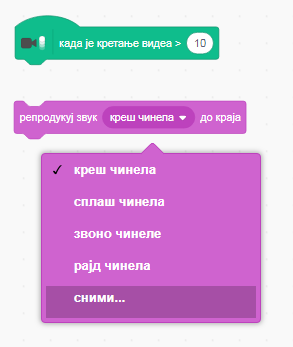 када је кретање видеа > 10
репродукуј звук креш чинела до краја
креш чинела
сплаш чинела
звоно чинеле
рајд чинела
сними...